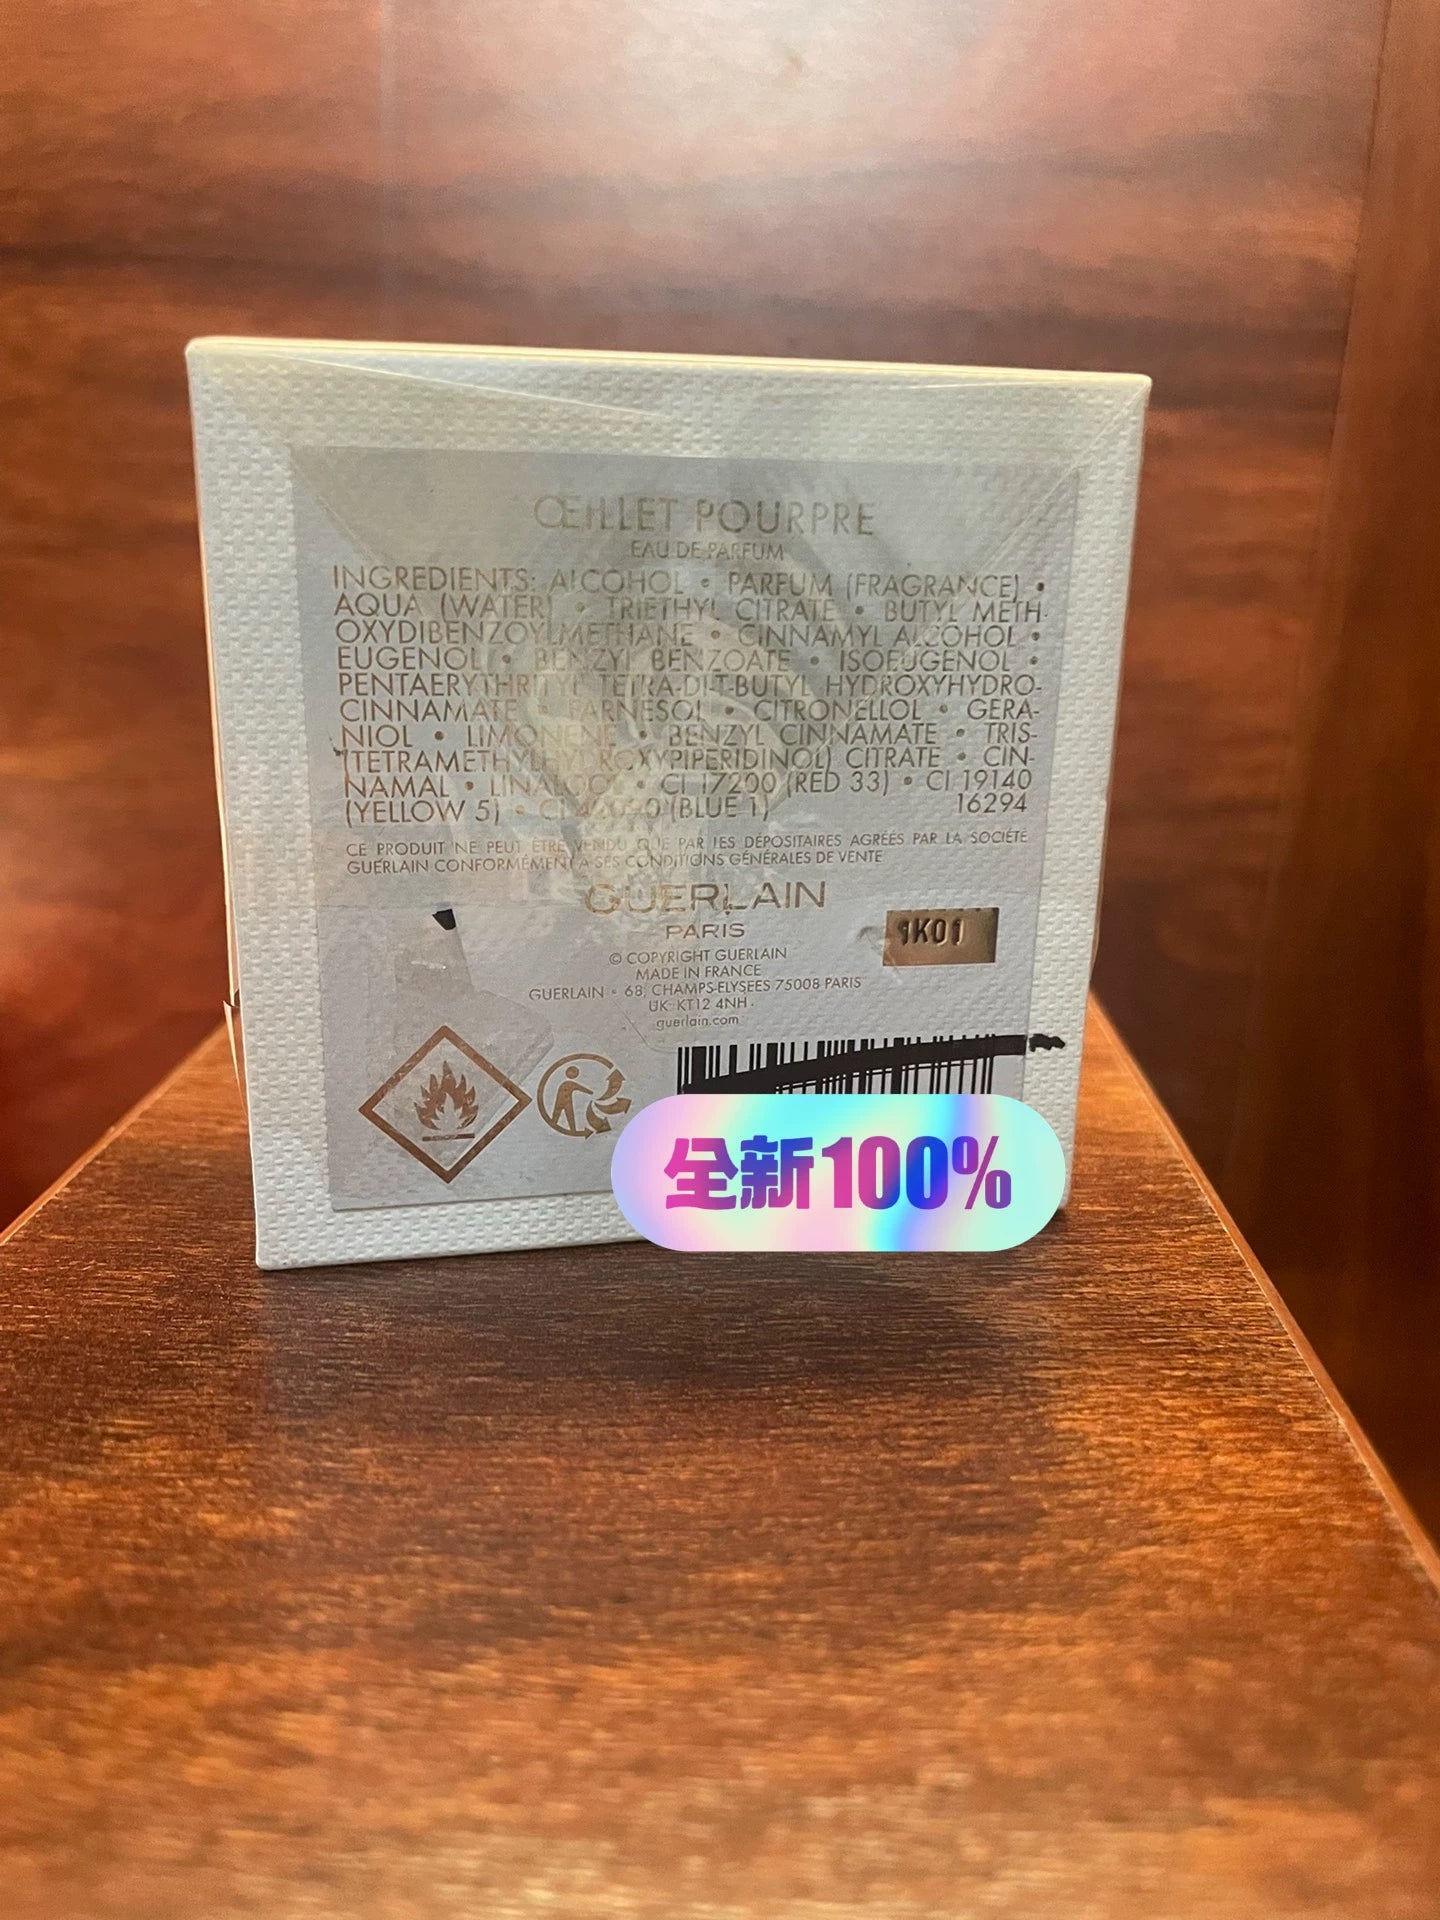 ŒILLET POURPRE
EAU DE PARFUM
INGREDIENTS: ALCOHOL • PARFUM (FRAGRANCE) •
AQUA (WATER) • TRIETHYL CITRATE • BUTYL METH-
OXYDIBENZOYLMETHANE • CINNAMYL ALCOHOL •
EUGENOL • BENZYL BENZOATE • ISOEUGENOL •
PENTAERYTHRITYL TETRA-DI-T-BUTYL HYDROXYHYDRO-
CINNAMATE • FARNESOL • CITRONELLOL • GERA-
NIOL • LIMONENE • BENZYL CINNAMATE • TRIS-
(TETRAMETHYLHYDROXYPIPERIDINOL) CITRATE • CIN-
NAMAL • LINALOOL • CI 17200 (RED 33) • CI 19140
(YELLOW 5) • CI 42090 (BLUE 1) 16294
CE PRODUIT NE PEUT ÊTRE VENDU QUE PAR LES DÉPOSITAIRES AGRÉÉS PAR LA SOCIÉTÉ
GUERLAIN CONFORMÉMENT A SES CONDITIONS GÉNÉRALES DE VENTE
GUERLAIN
PARIS
1K01
© COPYRIGHT GUERLAIN
MADE IN FRANCE
GUERLAIN • 68, CHAMPS-ELYSEES 75008 PARIS
UK: KT12 4NH
guerlain.com
全新100%